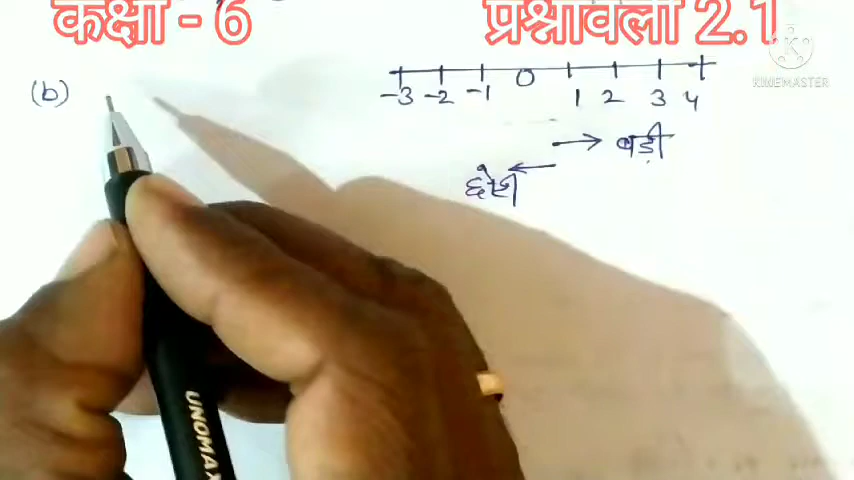 कक्षा - 6 प्रश्नावली 2.1
KINEMASTER
(b)
-3 -2 -1 0 1 2 3 4
→ बड़ी
छोटी ←
UNOMAX